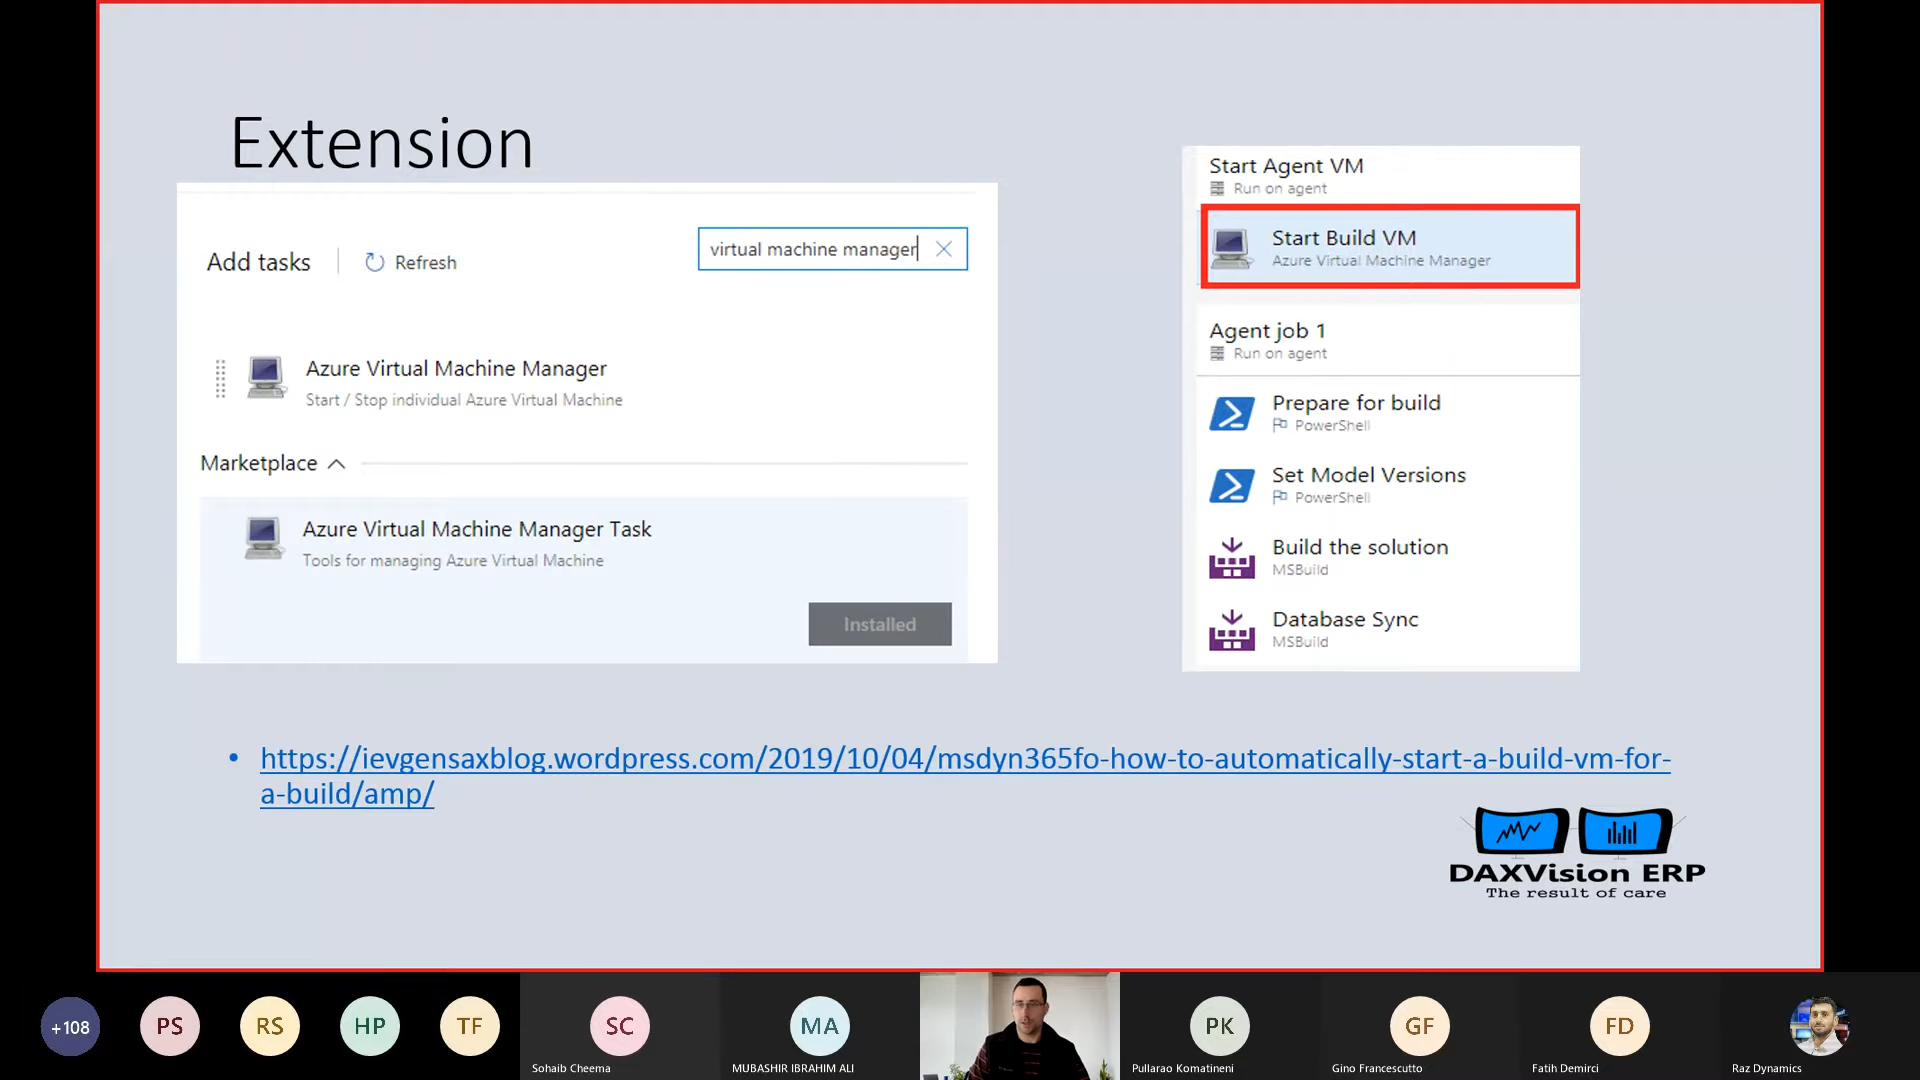 Extension
Add tasks
Refresh
virtual machine manager
Azure Virtual Machine Manager
Start / Stop individual Azure Virtual Machine
Marketplace
Azure Virtual Machine Manager Task
Tools for managing Azure Virtual Machine
Installed
Start Agent VM
Run on agent
Start Build VM
Azure Virtual Machine Manager
Agent job 1
Run on agent
Prepare for build
PowerShell
Set Model Versions
PowerShell
Build the solution
MSBuild
Database Sync
MSBuild
• https://ievgensaxblog.wordpress.com/2019/10/04/msdyn365fo-how-to-automatically-start-a-build-vm-for-
a-build/amp/
DAXVision ERP
The result of care
+108
PS
RS
HP
TF
SC
Sohaib Cheema
MA
MUBASHIR IBRAHIM ALI
PK
Pullarao Komatineni
GF
Gino Francescutto
FD
Fatih Demirci
Raz Dynamics